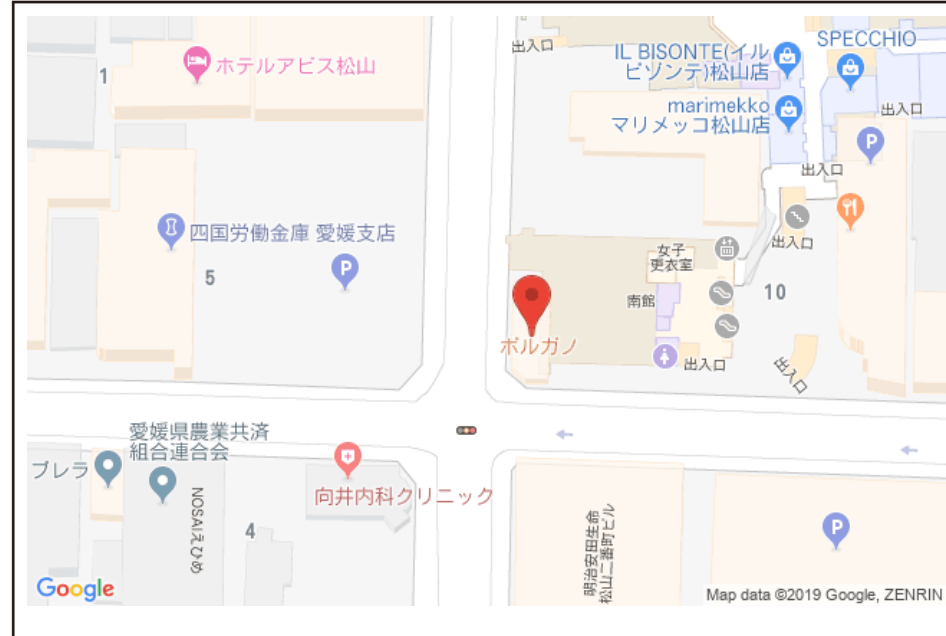 出入口
IL BISONTE(イル
ビゾンテ)松山店
SPECCHIO
1
ホテルアビス松山
marimekko
マリメッコ松山店
出入口
P
出入口
四国労働金庫 愛媛支店
P
5
女子
更衣室
出入口
南館
10
ポルガノ
出入口
出入口
愛媛県農業共済
組合連合会
ブレラ
向井内科クリニック
NOSAIえひめ
4
明治安田生命
松山二番町ビル
P
Google
Map data ©2019 Google, ZENRIN